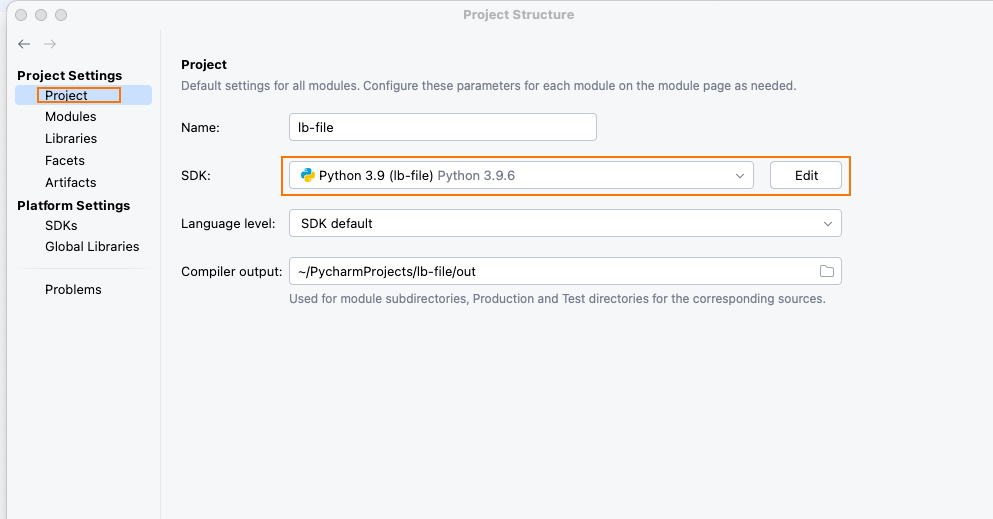 Project Structure
Project Settings
Project
Modules
Libraries
Facets
Artifacts
Platform Settings
SDKs
Global Libraries
Problems
Project
Default settings for all modules. Configure these parameters for each module on the module page as needed.
Name: lb-file
SDK: Python 3.9 (lb-file) Python 3.9.6 Edit
Language level: SDK default
Compiler output: ~/PycharmProjects/lb-file/out
Used for module subdirectories, Production and Test directories for the corresponding sources.